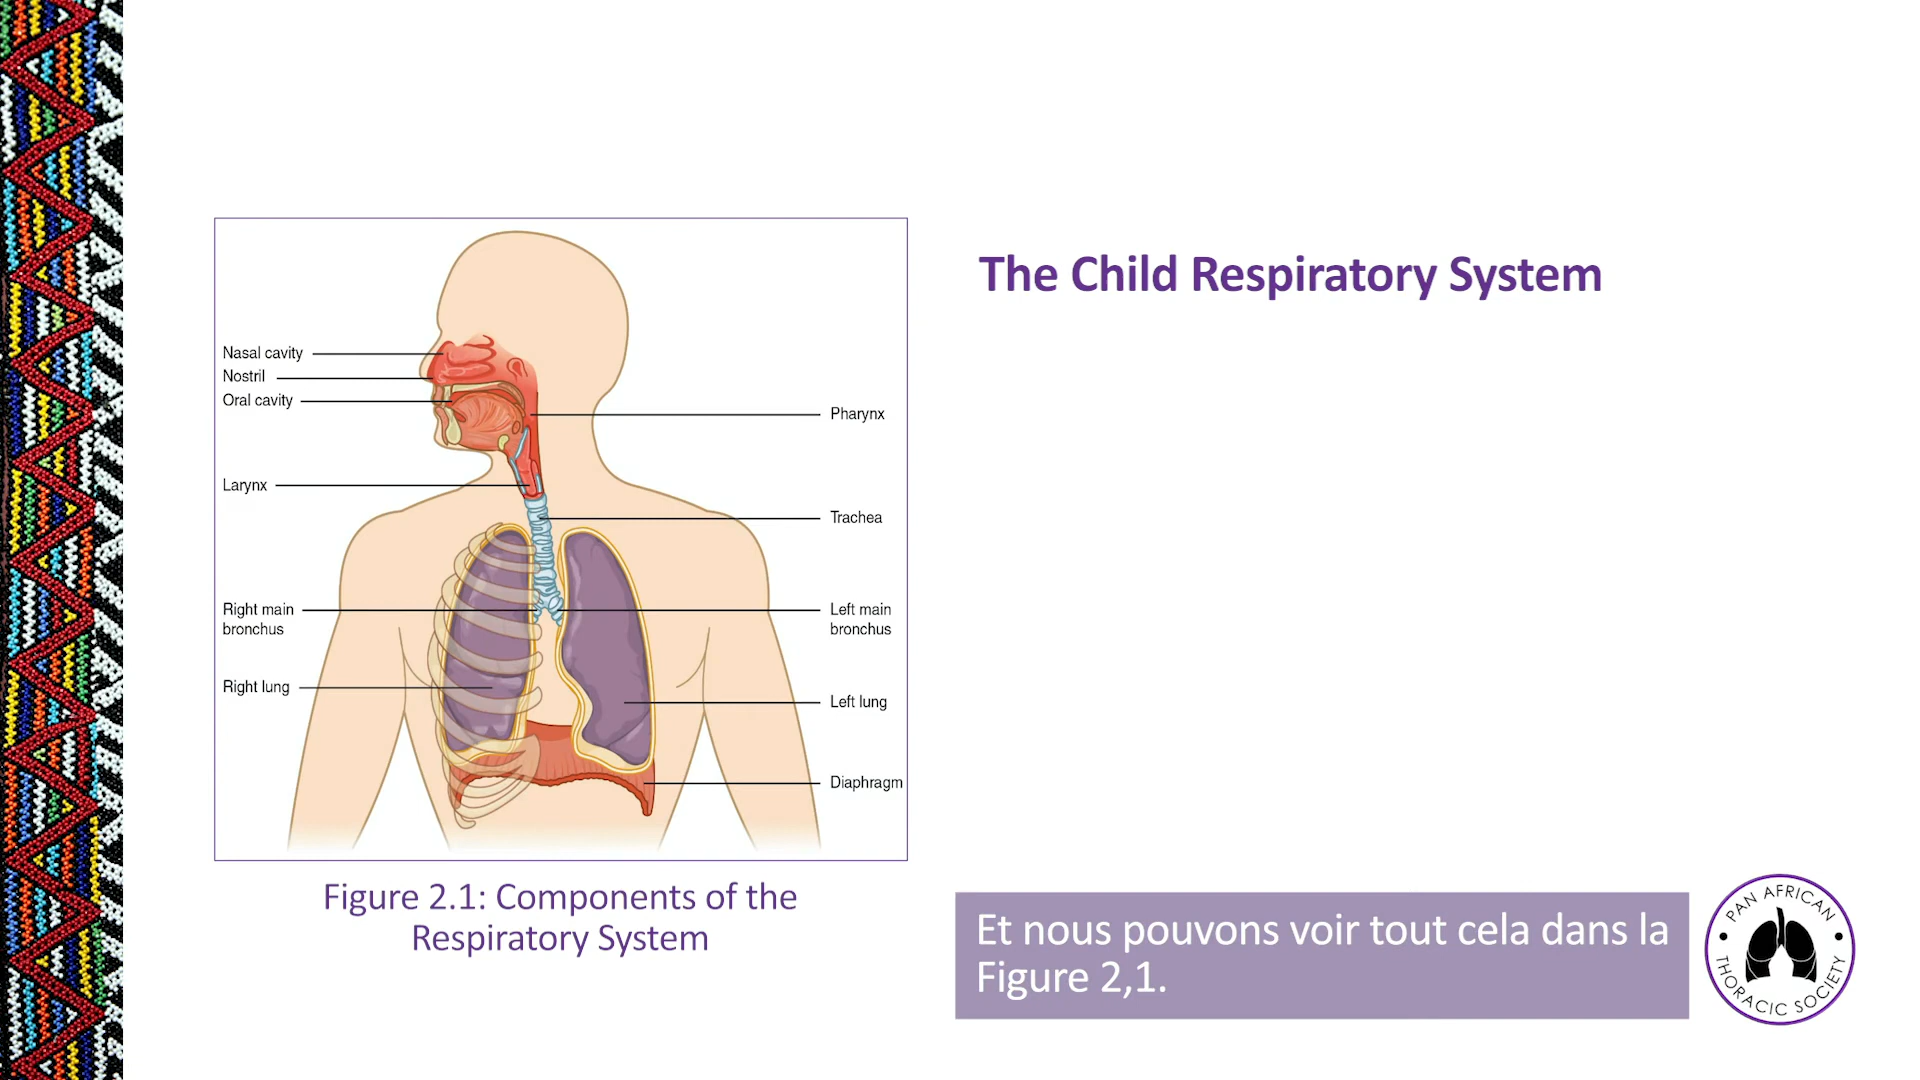 The Child Respiratory System
Nasal cavity
Nostril
Oral cavity
Larynx
Right main
bronchus
Right lung
Pharynx
Trachea
Left main
bronchus
Left lung
Diaphragm
Figure 2.1: Components of the
Respiratory System
Et nous pouvons voir tout cela dans la
Figure 2,1.
PAN AFRICAN
THORACIC SOCIETY